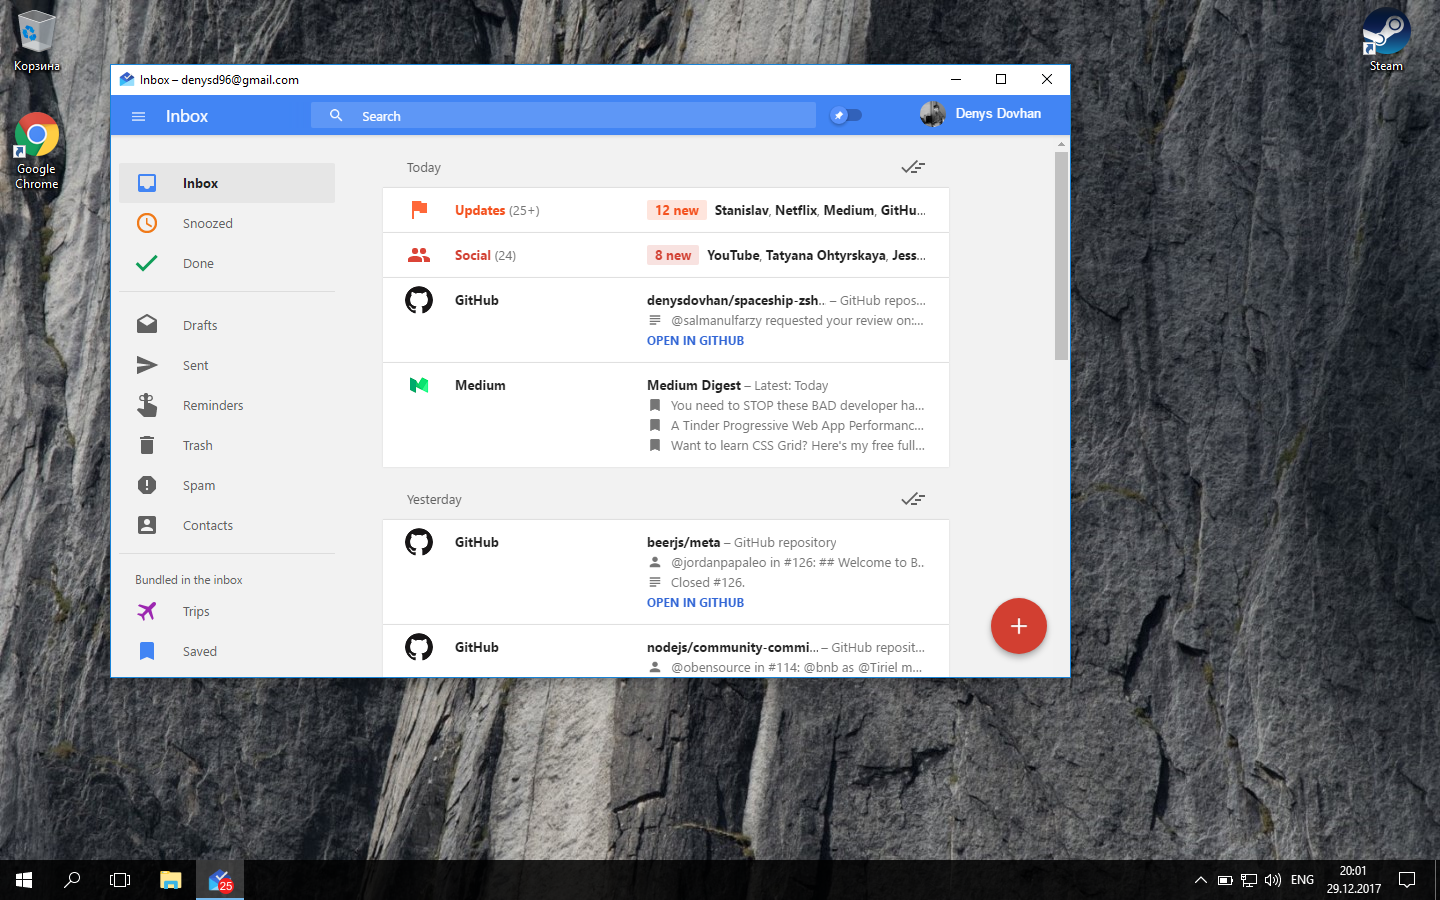 Корзина
Google
Chrome
Steam
Inbox – denysd96@gmail.com
Inbox
Search
Denys Dovhan
Inbox
Snoozed
Done
Drafts
Sent
Reminders
Trash
Spam
Contacts
Bundled in the inbox
Trips
Saved
Today
Updates (25+)
12 new Stanislav, Netflix, Medium, GitHu...
Social (24)
8 new YouTube, Tatyana Ohtyrskaya, Jess...
GitHub
denysdovhan/spaceship-zsh.. – GitHub repos...
@salmanulfarzy requested your review on:...
OPEN IN GITHUB
Medium
Medium Digest – Latest: Today
You need to STOP these BAD developer ha...
A Tinder Progressive Web App Performanc...
Want to learn CSS Grid? Here's my free full...
Yesterday
GitHub
beerjs/meta – GitHub repository
@jordanpapaleo in #126: ## Welcome to B..
Closed #126.
OPEN IN GITHUB
GitHub
nodejs/community-commi... – GitHub reposit...
@obensource in #114: @bnb as @Tiriel m...
25
ENG
20:01
29.12.2017